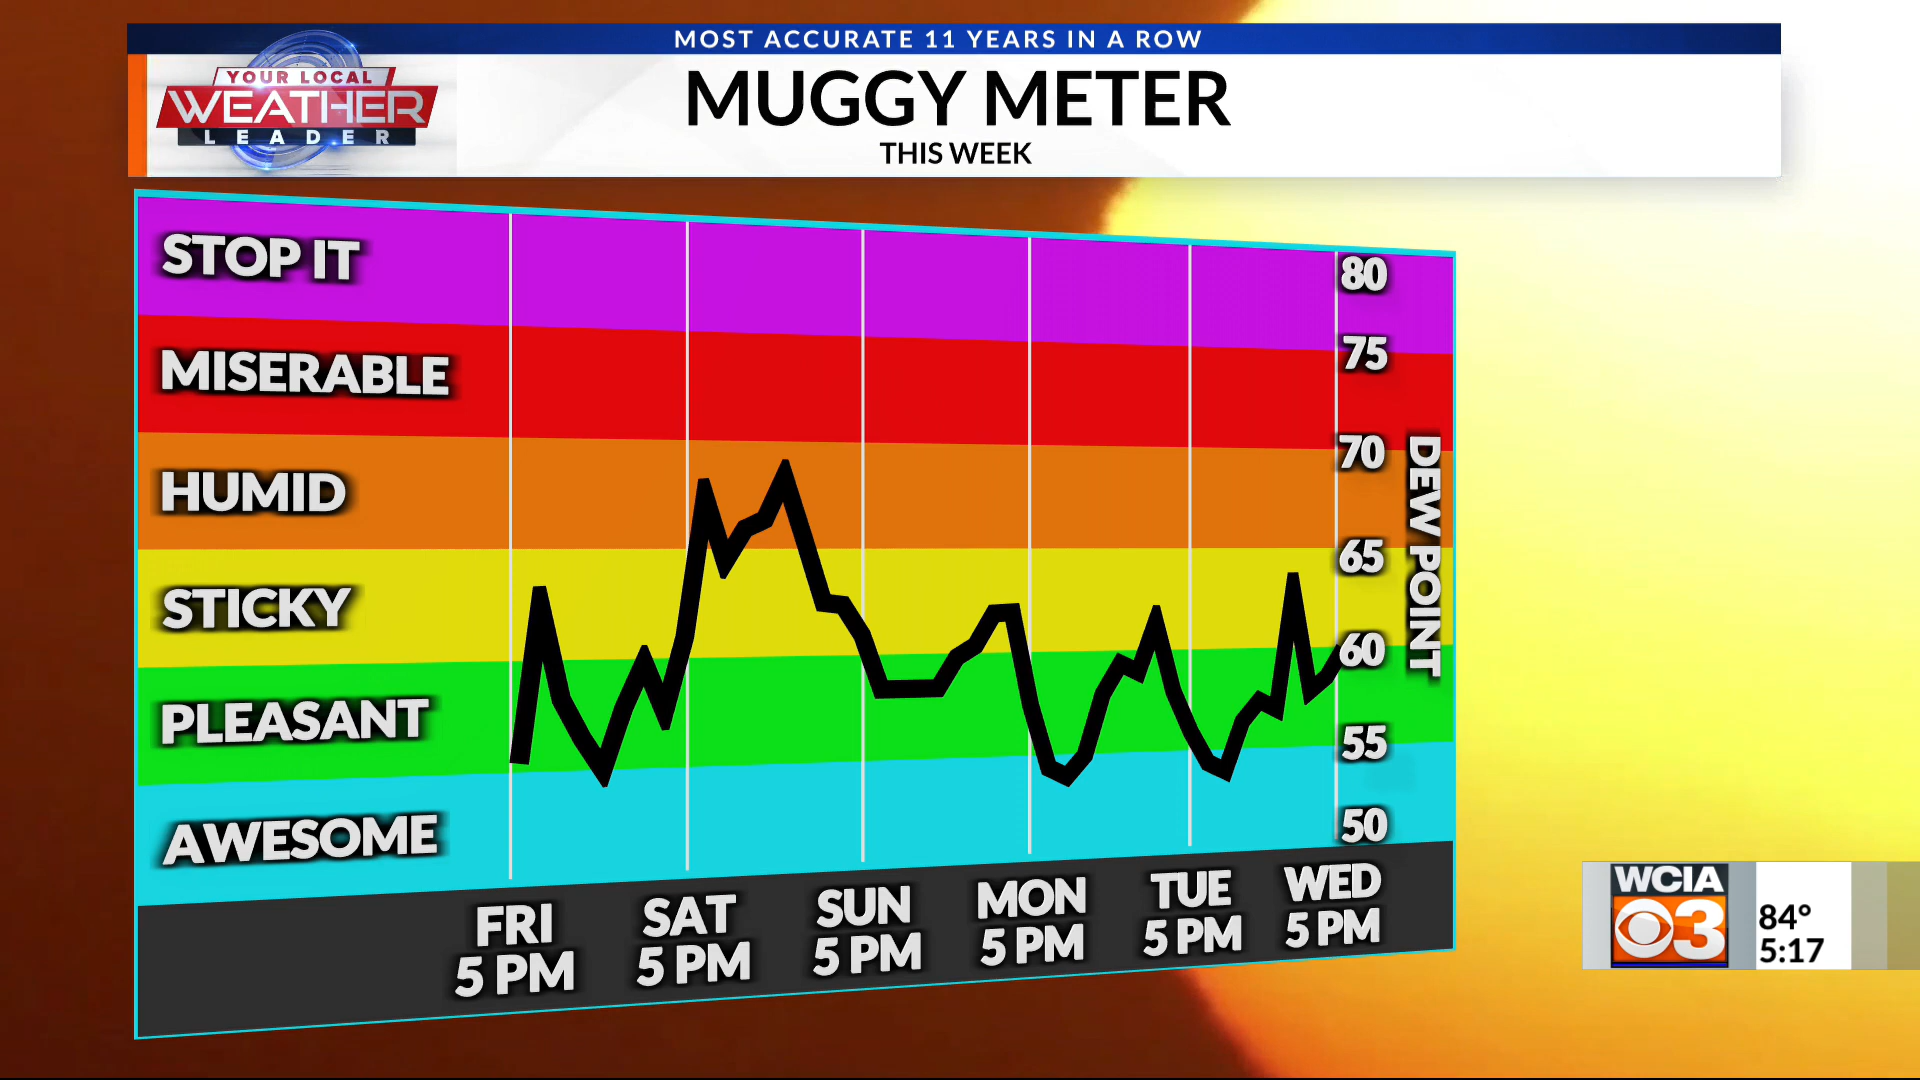 MOST ACCURATE 11 YEARS IN A ROW
YOUR LOCAL
WEATHER
LEADER
MUGGY METER
THIS WEEK
STOP IT
MISERABLE
HUMID
STICKY
PLEASANT
AWESOME
80
75
70
65
60
55
50
DEW POINT
FRI
5 PM
SAT
5 PM
SUN
5 PM
MON
5 PM
TUE
5 PM
WED
5 PM
WCIA
3
84°
5:17